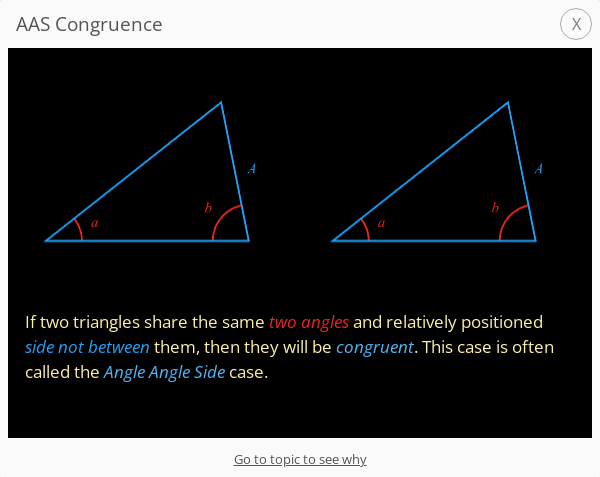 AAS Congruence
X
A
b
a
A
b
a
If two triangles share the same two angles and relatively positioned
side not between them, then they will be congruent. This case is often
called the Angle Angle Side case.
Go to topic to see why